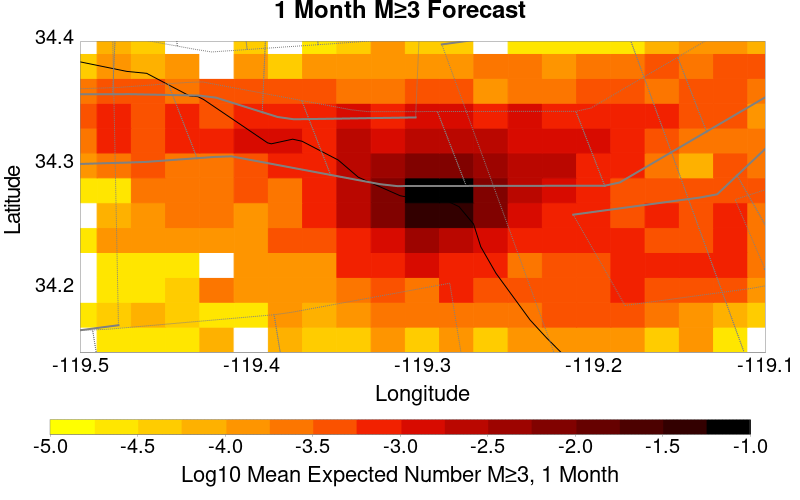 1 Month M≥3 Forecast
34.4
34.3
34.2
Latitude
-119.5 -119.4 -119.3 -119.2 -119.1
Longitude
-5.0 -4.5 -4.0 -3.5 -3.0 -2.5 -2.0 -1.5 -1.0
Log10 Mean Expected Number M≥3, 1 Month